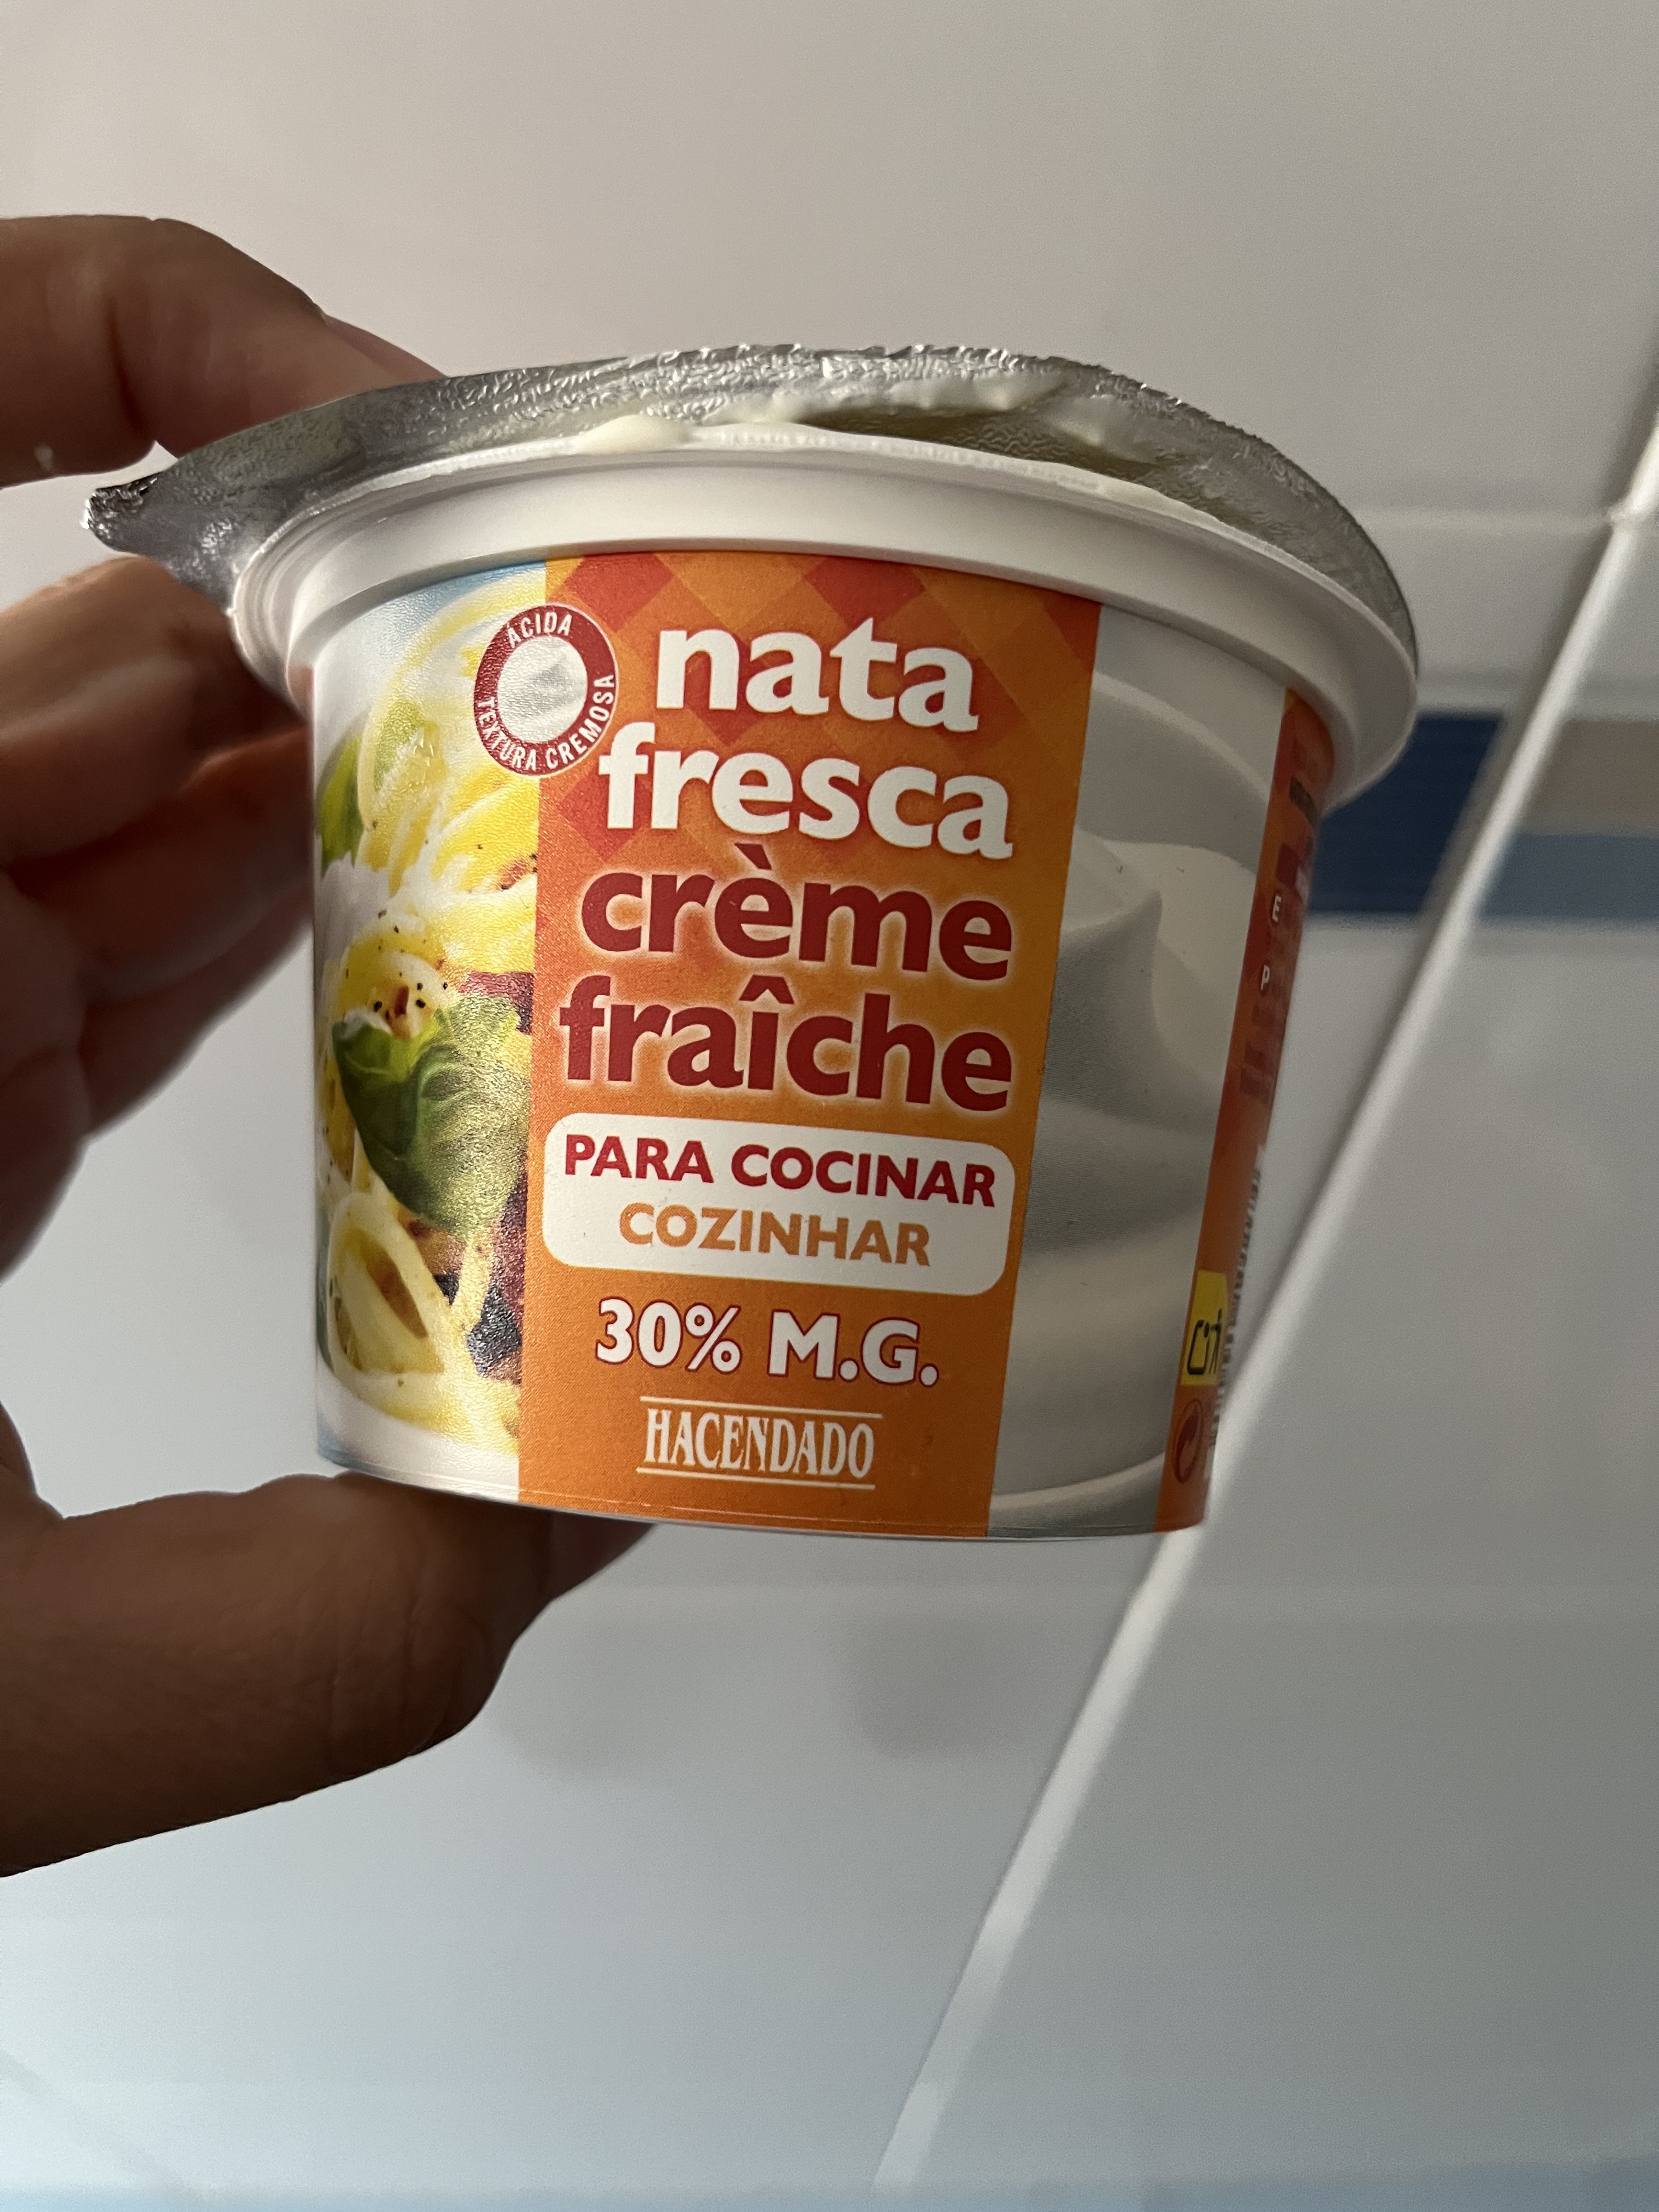 ÁCIDA
TEXTURA CREMOSA
nata
fresca
crème
fraîche
PARA COCINAR
COZINHAR
30% M.G.
HACENDADO
E
P